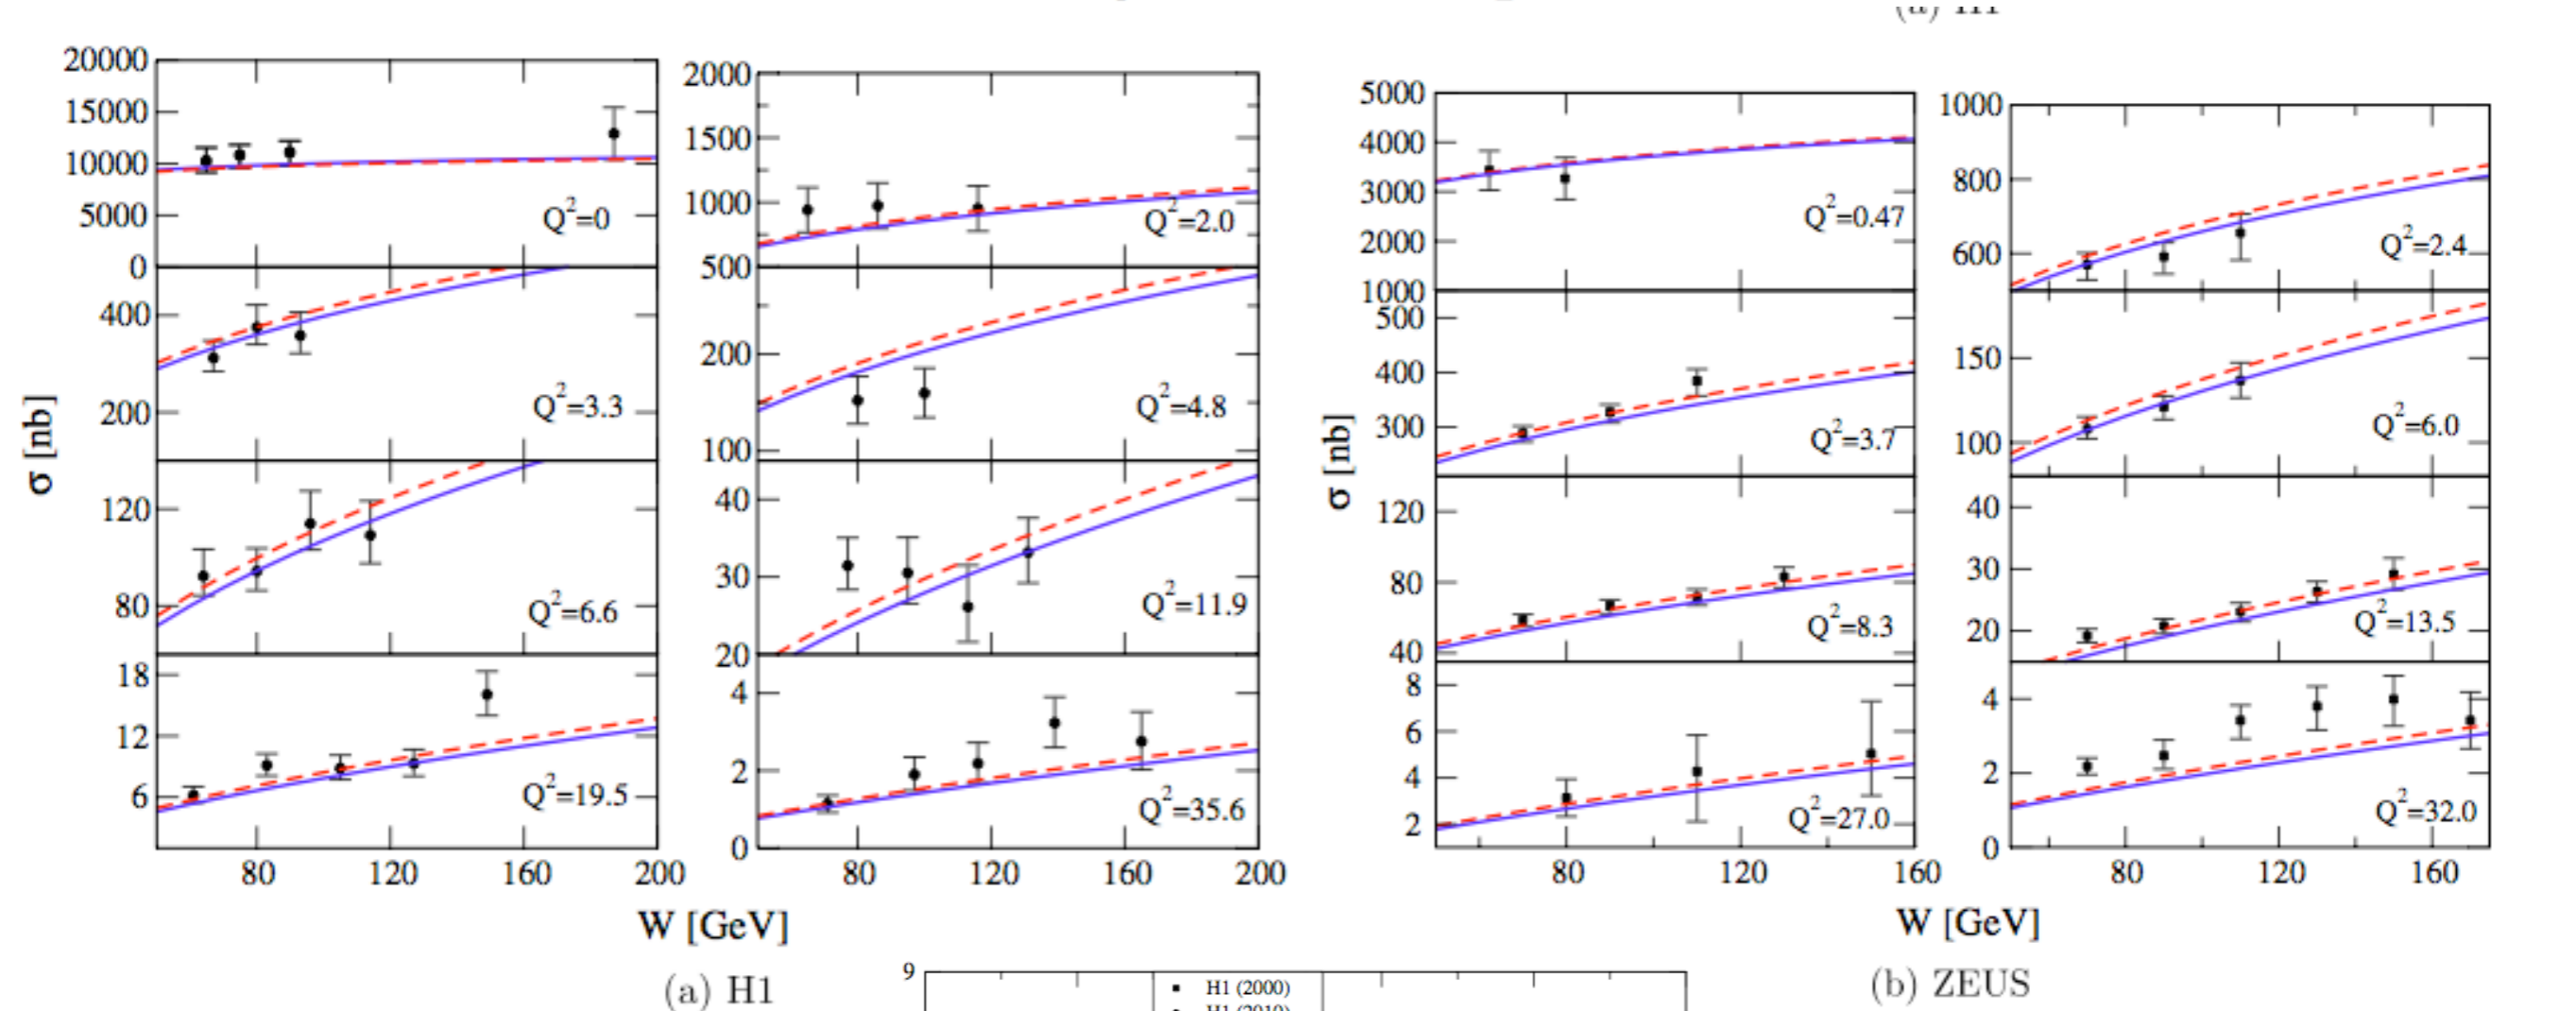 (a) H1
20000
15000
10000
5000
0
Q²=0
400
200
Q²=3.3
120
80
Q²=6.6
18
12
6
Q²=19.5
80 120 160 200
2000
1500
1000
500
Q²=2.0
200
100
Q²=4.8
40
30
20
Q²=11.9
4
2
0
Q²=35.6
80 120 160 200
σ [nb]
W [GeV]
(a) H1
5000
4000
3000
2000
1000
Q²=0.47
500
400
300
Q²=3.7
120
80
40
Q²=8.3
8
6
4
2
Q²=27.0
80 120 160
1000
800
600
Q²=2.4
150
100
Q²=6.0
40
30
20
Q²=13.5
4
2
0
Q²=32.0
80 120 160
σ [nb]
W [GeV]
(b) ZEUS
9
H1 (2000)
H1 (2010)